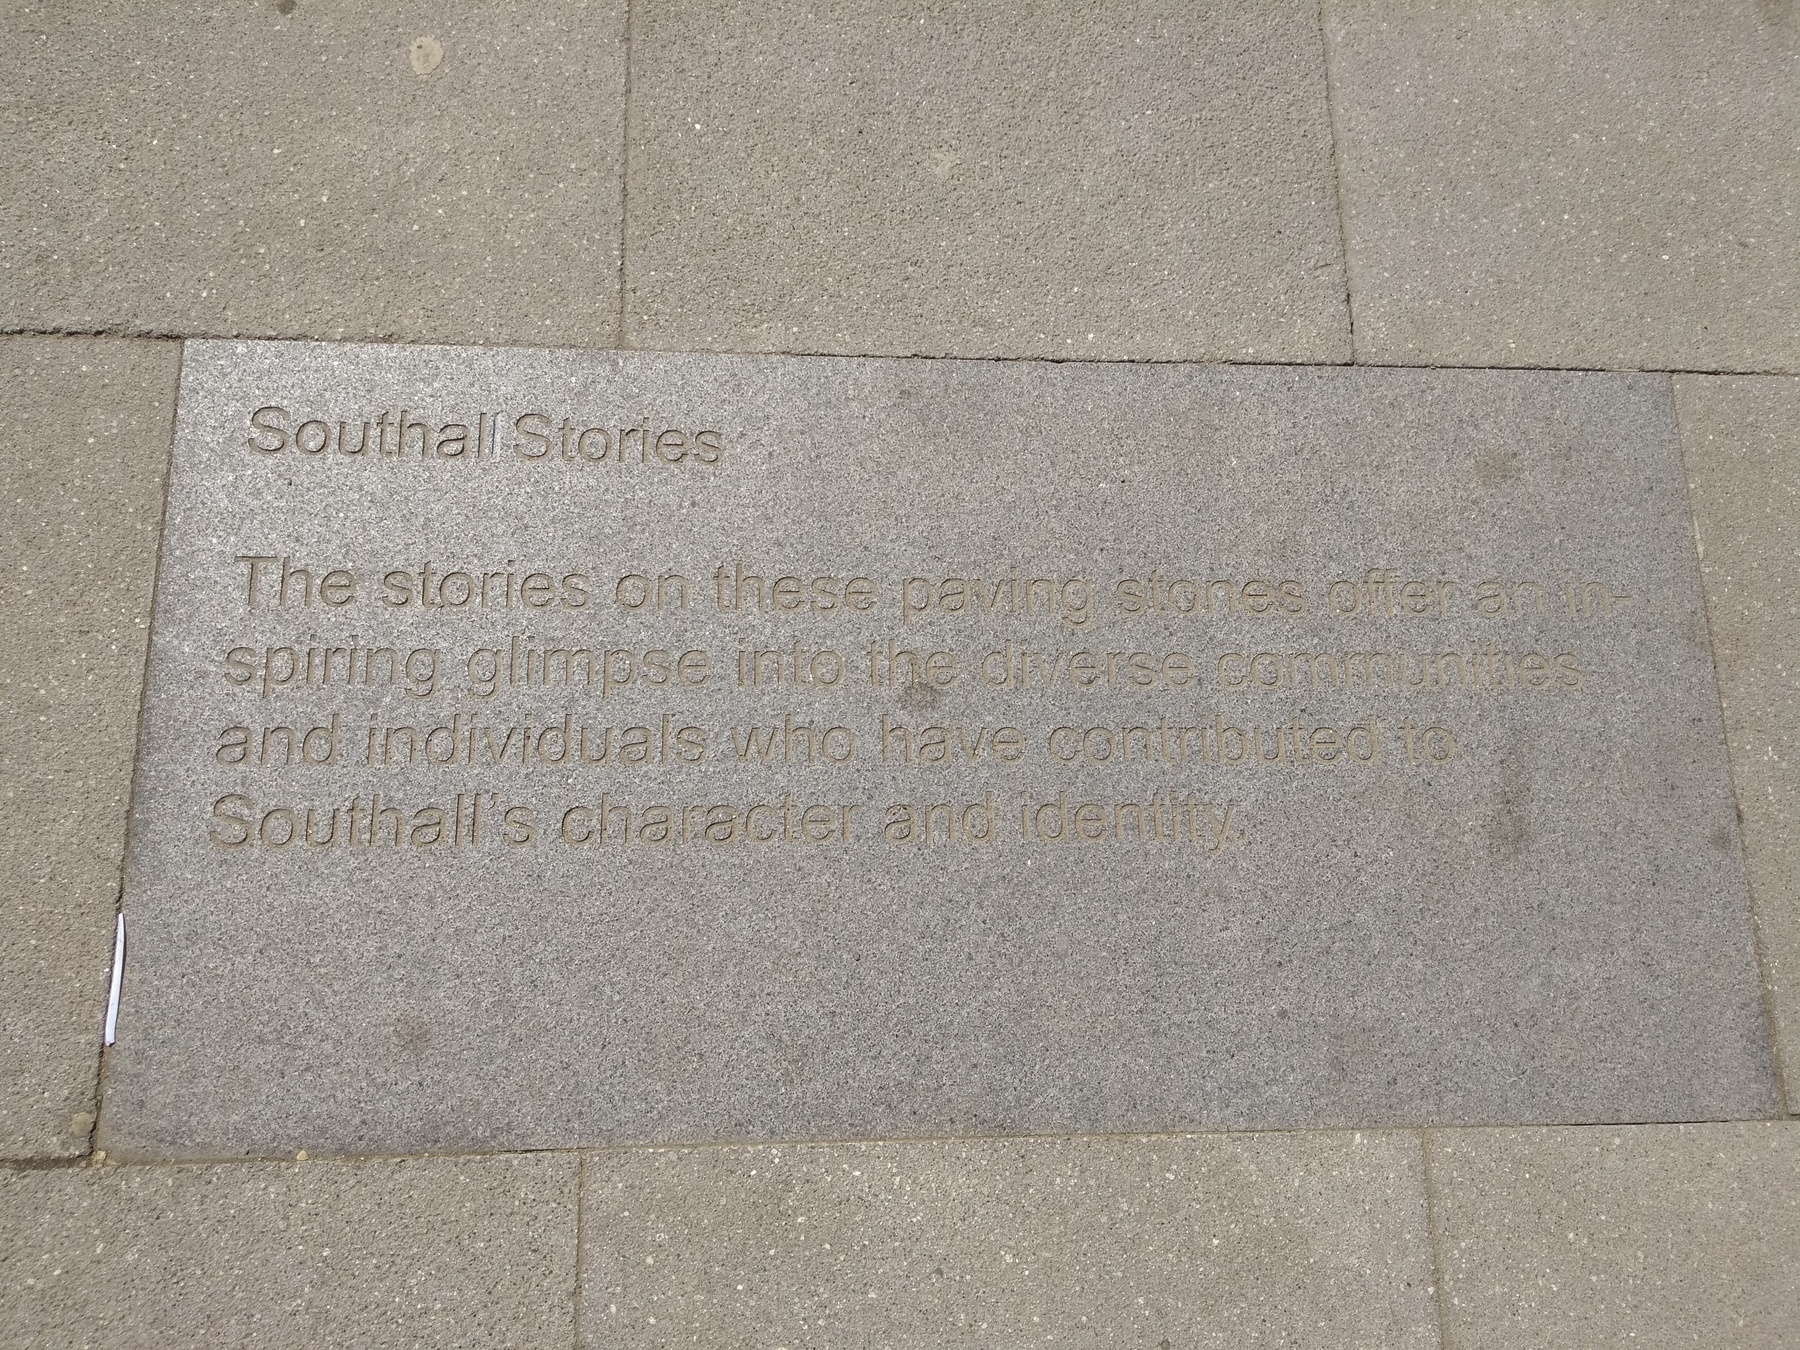 Southall Stories
The stories on these paving stones offer an in-
spiring glimpse into the diverse communities
and individuals who have contributed to
Southall's character and identity.